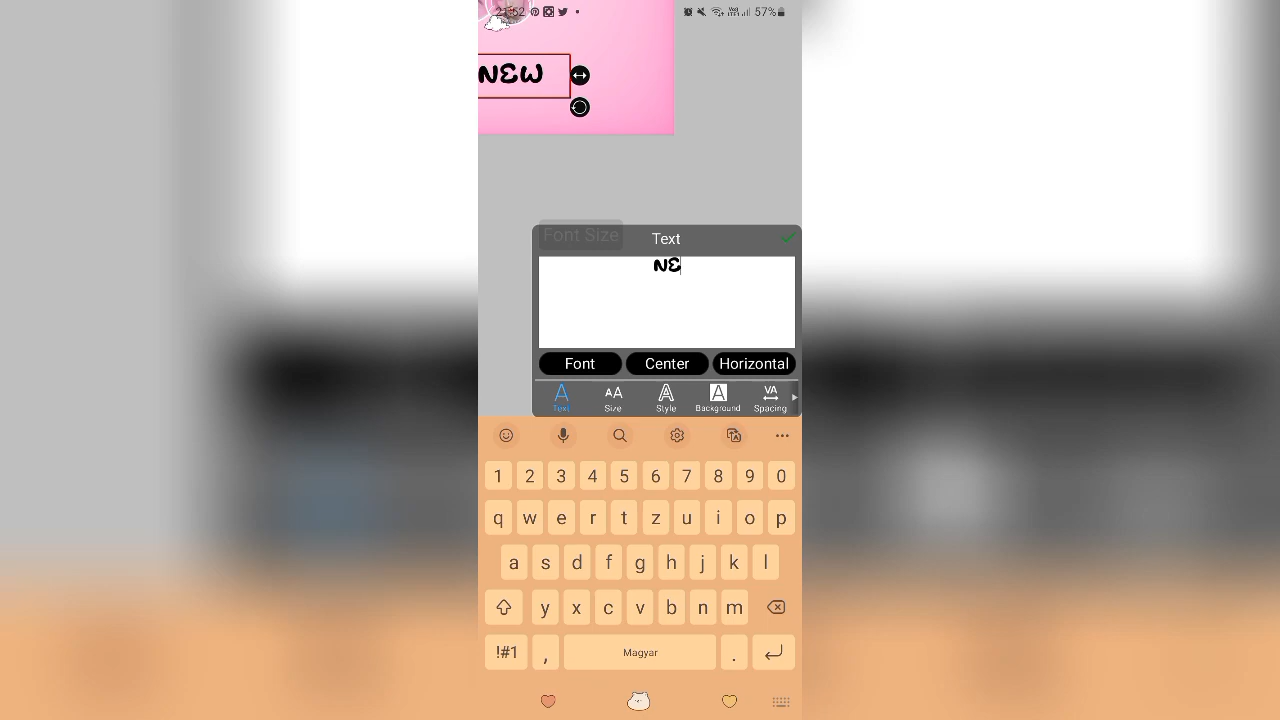 21:52
57%
NEW
Font Size
Text
NE
Font Center Horizontal
Text Size Style Background Spacing
1 2 3 4 5 6 7 8 9 0
q w e r t z u i o p
a s d f g h j k l
y x c v b n m
!#1 , Magyar .